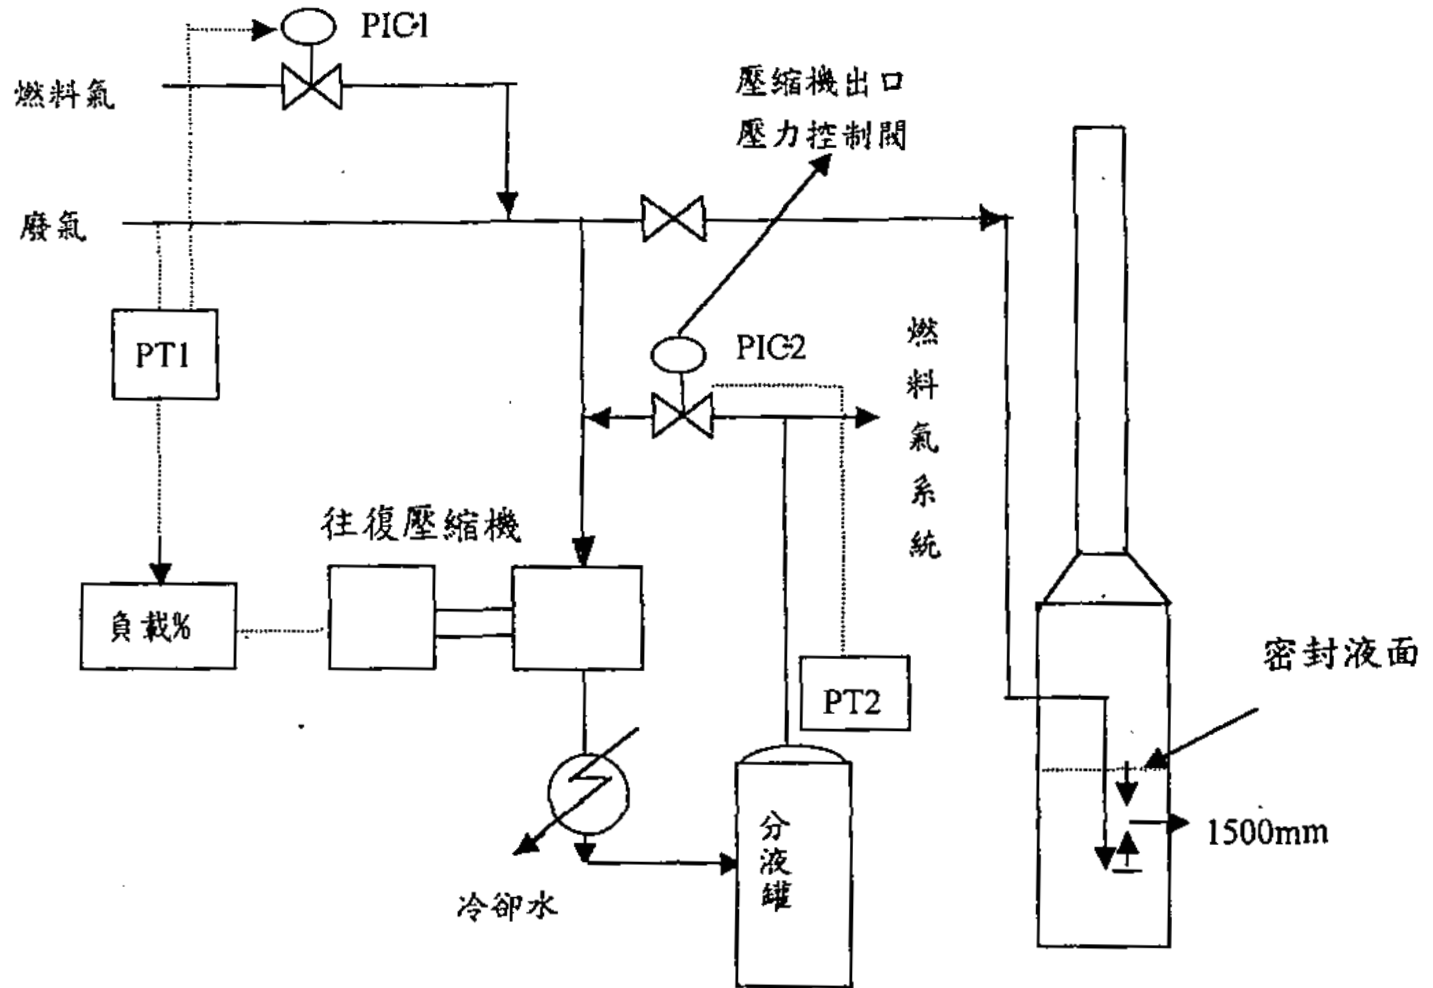 PIC-1
燃料氣
壓縮機出口
壓力控制閥
廢氣
PT1
PIC-2
燃料氣系統
往復壓縮機
負載%
密封液面
PT2
1500mm
分液罐
冷卻水